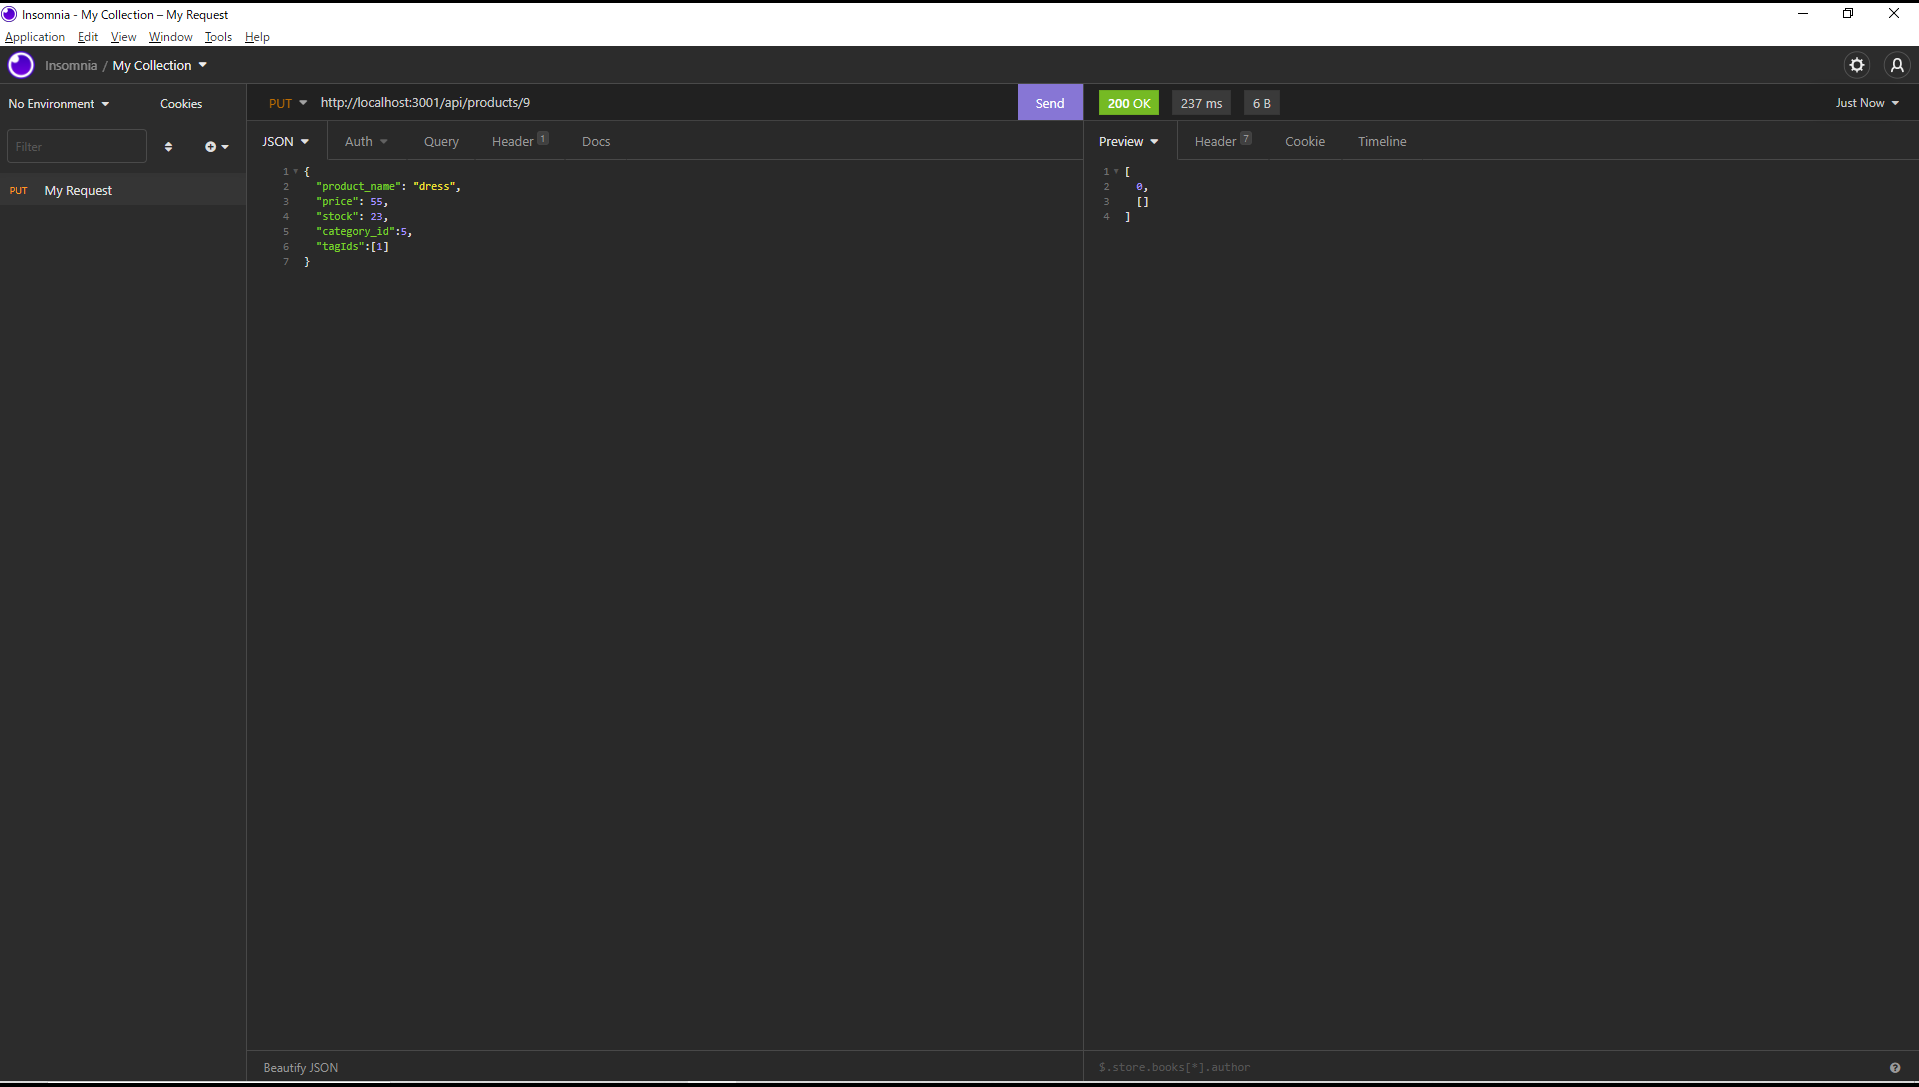 Insomnia - My Collection – My Request
Application Edit View Window Tools Help
Insomnia / My Collection
No Environment Cookies
PUT http://localhost:3001/api/products/9 Send
200 OK 237 ms 6 B Just Now
Filter
JSON Auth Query Header 1 Docs
Preview Header 7 Cookie Timeline
PUT My Request
1 {
2 "product_name": "dress",
3 "price": 55,
4 "stock": 23,
5 "category_id":5,
6 "tagIds":[1]
7 }
1 [
2 0,
3 []
4 ]
Beautify JSON
$.store.books[*].author